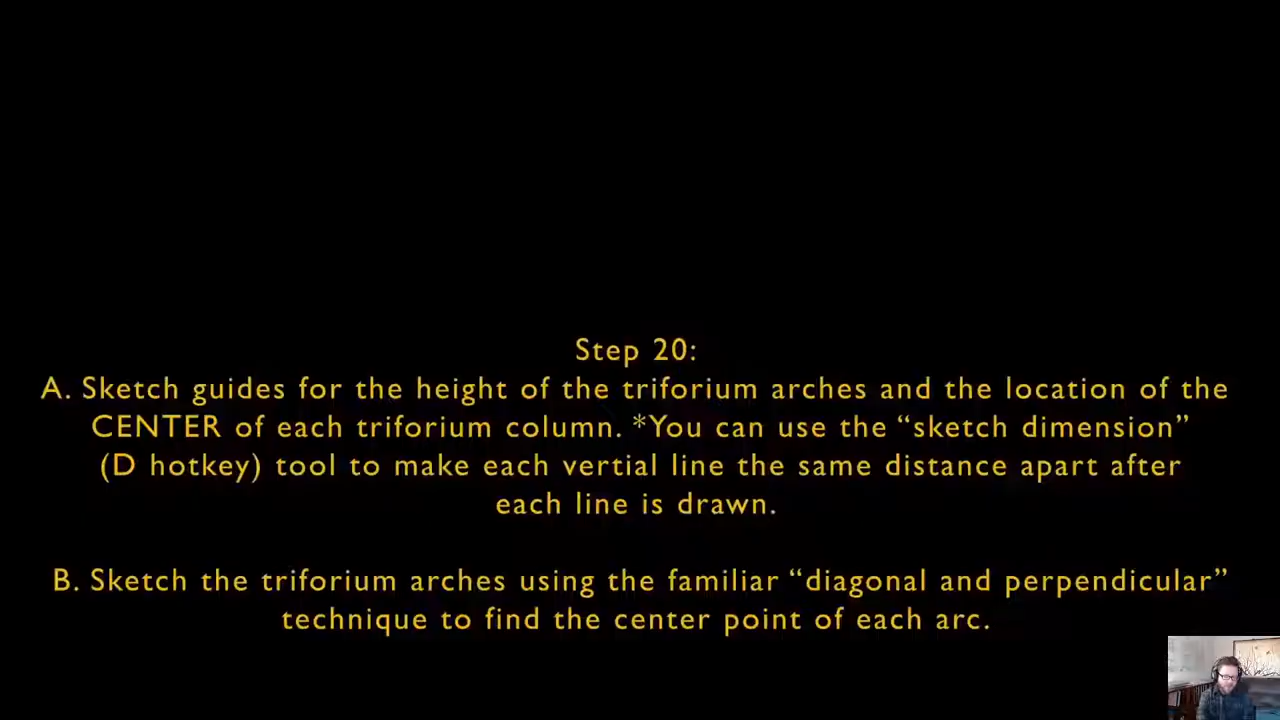 Step 20:
A. Sketch guides for the height of the triforium arches and the location of the
CENTER of each triforium column. *You can use the “sketch dimension”
(D hotkey) tool to make each vertial line the same distance apart after
each line is drawn.
B. Sketch the triforium arches using the familiar “diagonal and perpendicular”
technique to find the center point of each arc.